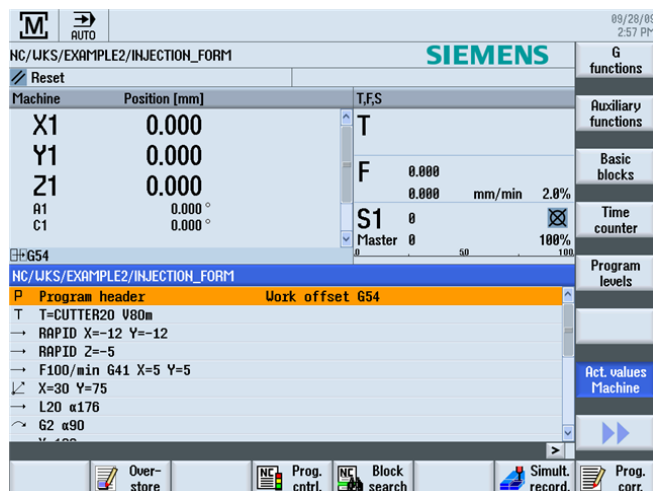 M
AUTO
09/28/09
2:57 PM
NC/WKS/EXAMPLE2/INJECTION_FORM
SIEMENS
Reset
Machine Position [mm]
X1 0.000
Y1 0.000
Z1 0.000
A1 0.000 °
C1 0.000 °
G54
T,F,S
T
F 0.000
0.000 mm/min 2.0%
S1 0
Master 0 100%
0 50 100
NC/WKS/EXAMPLE2/INJECTION_FORM
P Program header Work offset G54
T T=CUTTER20 V80m
→ RAPID X=-12 Y=-12
→ RAPID Z=-5
→ F100/min G41 X=5 Y=5
X=30 Y=75
→ L20 α176
G2 α90
>
G
functions
Auxiliary
functions
Basic
blocks
Time
counter
Program
levels
Act. values
Machine
Over-
store
NC Prog.
cntrl.
NC Block
search
Simult.
record.
Prog.
corr.